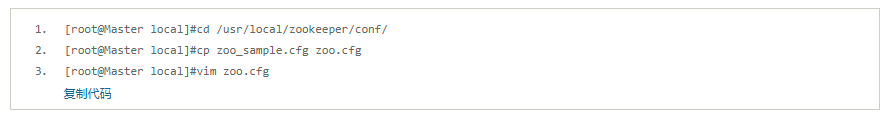 1. [root@Master local]#cd /usr/local/zookeeper/conf/
2. [root@Master local]#cp zoo_sample.cfg zoo.cfg
3. [root@Master local]#vim zoo.cfg
复制代码